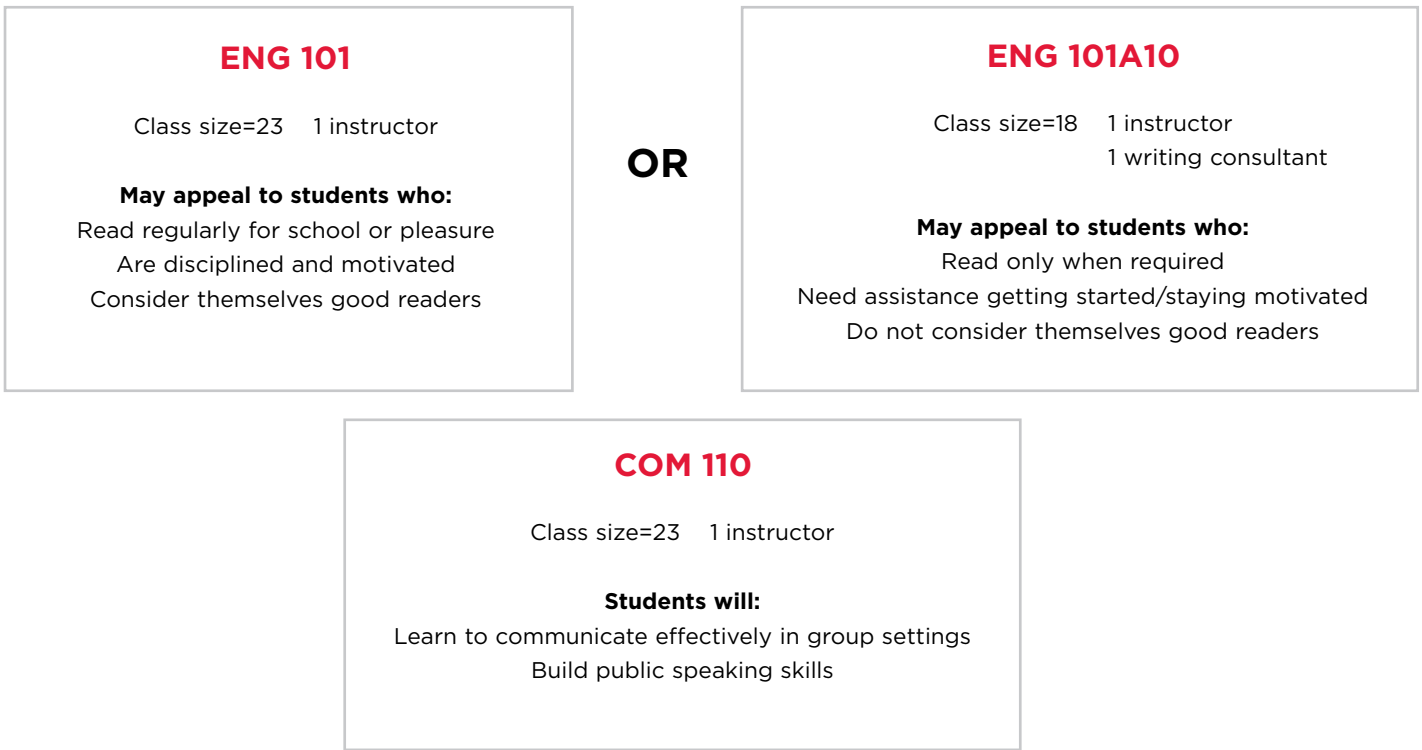 ENG 101
Class size=23 1 instructor
May appeal to students who:
Read regularly for school or pleasure
Are disciplined and motivated
Consider themselves good readers
OR
ENG 101A10
Class size=18 1 instructor
1 writing consultant
May appeal to students who:
Read only when required
Need assistance getting started/staying motivated
Do not consider themselves good readers
COM 110
Class size=23 1 instructor
Students will:
Learn to communicate effectively in group settings
Build public speaking skills